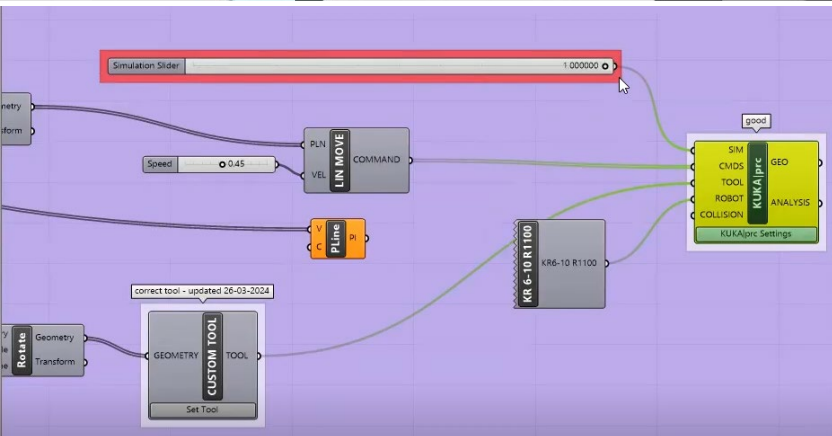 Simulation Slider 1.000000
good
SIM
CMDS
TOOL
ROBOT
COLLISION
KUKA|prc
GEO
ANALYSIS
KUKA|prc Settings
metry
sform
PLN
VEL
LIN MOVE
COMMAND
Speed 0.45
V
C
PLine
Pl
KR 6-10 R1100
KR6-10 R1100
correct tool - updated 26-03-2024
Rotate
Geometry
Transform
GEOMETRY
CUSTOM TOOL
TOOL
Set Tool